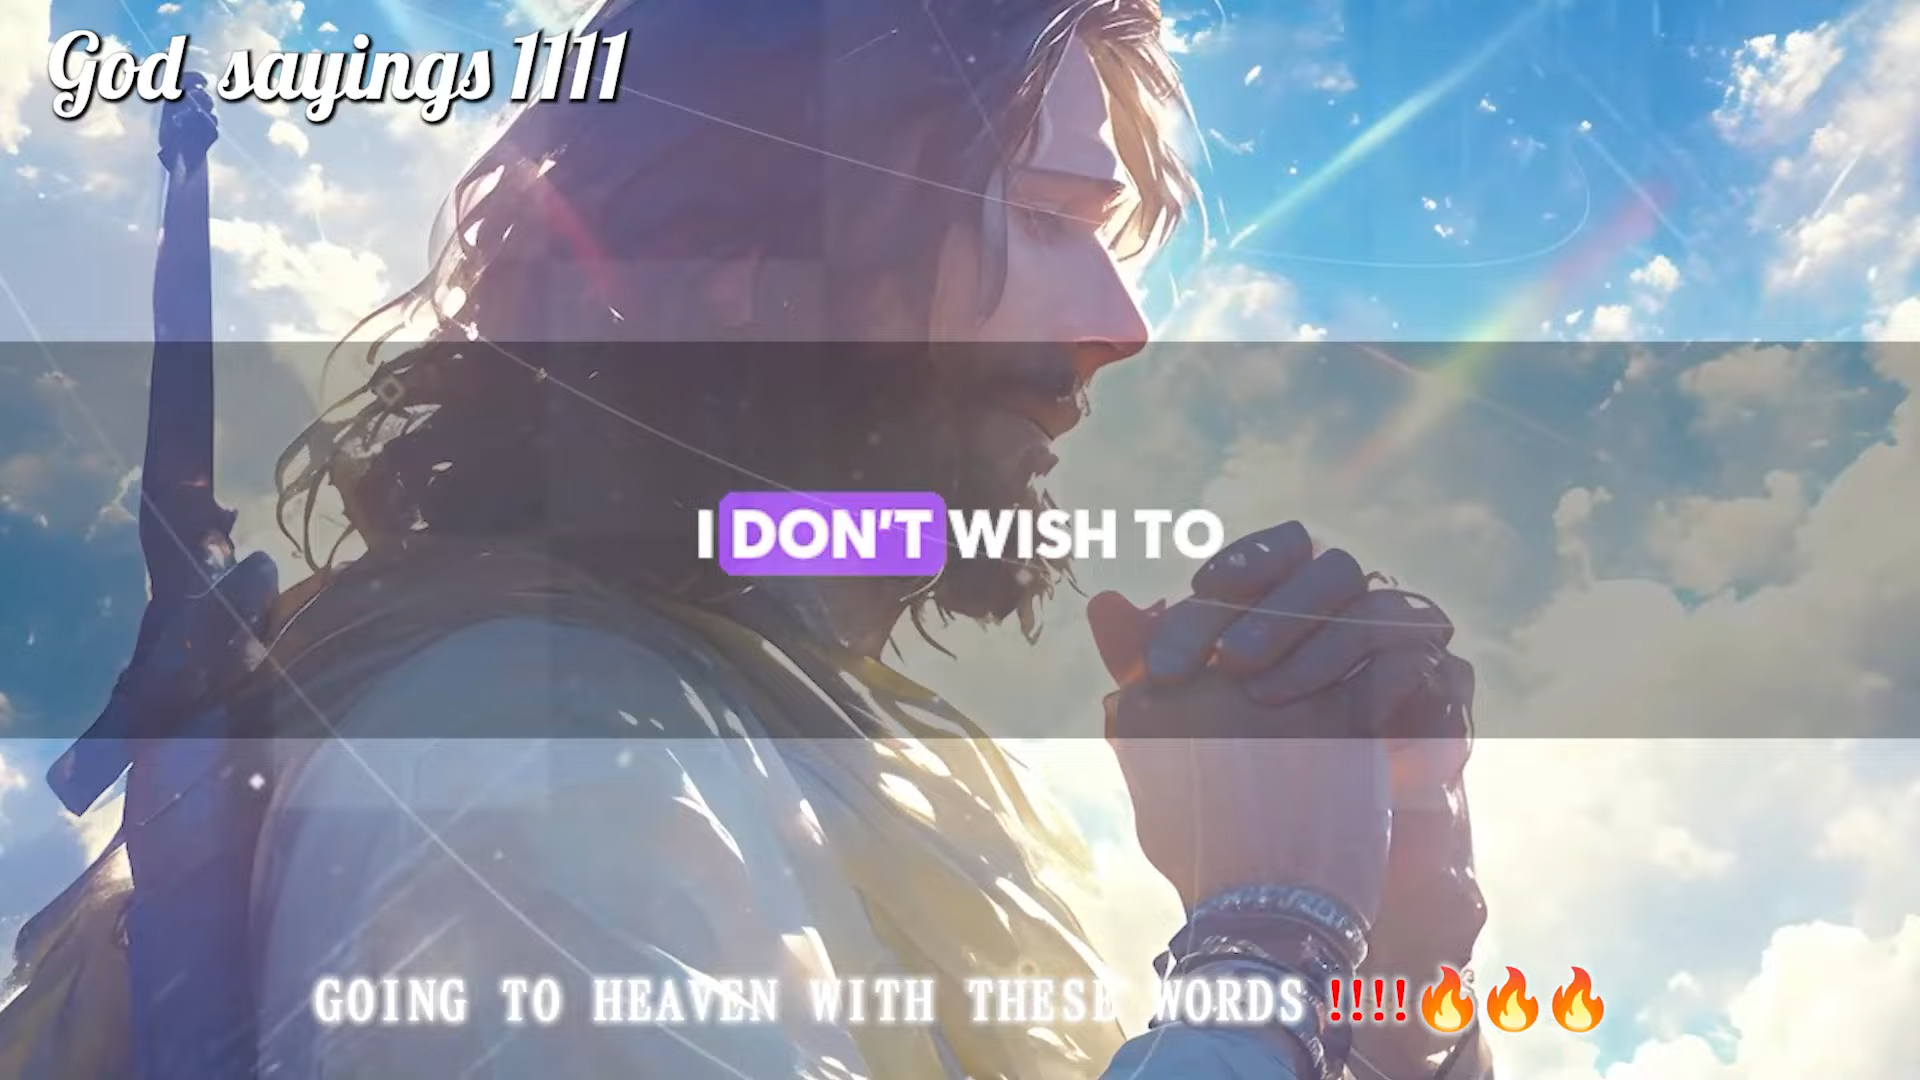 God sayings 1111
I DON'T WISH TO
GOING TO HEAVEN WITH THESE WORDS !!!!🔥🔥🔥